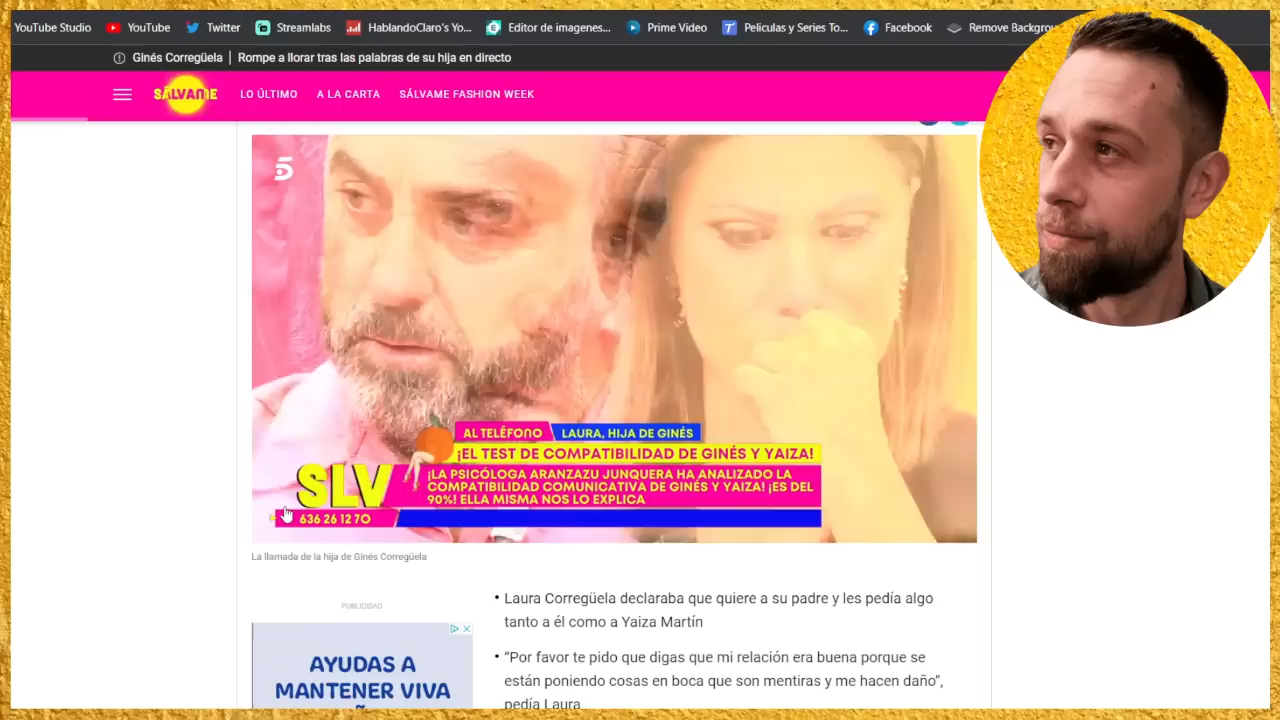 YouTube Studio YouTube Twitter Streamlabs HablandoClaro's Yo... Editor de imagenes... Prime Video Peliculas y Series To... Facebook Remove Backgrou
Ginés Corregüela | Rompe a llorar tras las palabras de su hija en directo
SÁLVAME LO ÚLTIMO A LA CARTA SÁLVAME FASHION WEEK
5
AL TELÉFONO LAURA, HIJA DE GINÉS
¡EL TEST DE COMPATIBILIDAD DE GINÉS Y YAIZA!
SLV
¡LA PSICÓLOGA ARANZAZU JUNQUERA HA ANALIZADO LA
COMPATIBILIDAD COMUNICATIVA DE GINÉS Y YAIZA! ¡ES DEL
90%! ELLA MISMA NOS LO EXPLICA
636 26 12 70
La llamada de la hija de Ginés Corregüela
PUBLICIDAD
AYUDAS A
MANTENER VIVA
• Laura Corregüela declaraba que quiere a su padre y les pedía algo
tanto a él como a Yaiza Martín
• “Por favor te pido que digas que mi relación era buena porque se
están poniendo cosas en boca que son mentiras y me hacen daño”,
pedía Laura